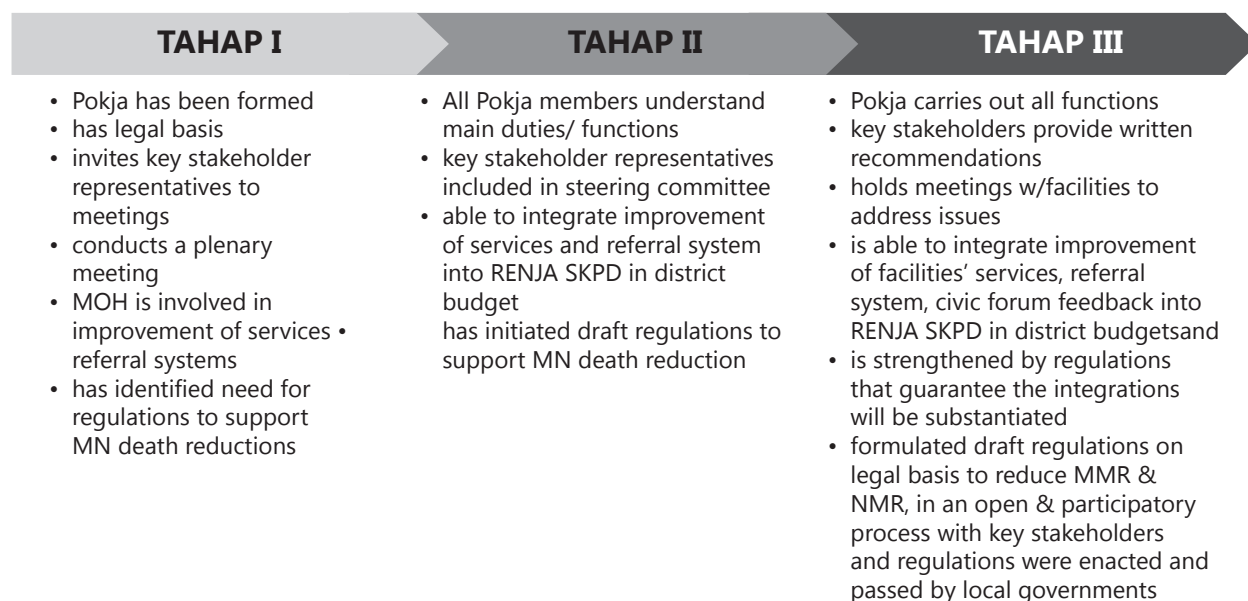 TAHAP I
• Pokja has been formed
• has legal basis
• invites key stakeholder
representatives to
meetings
• conducts a plenary
meeting
• MOH is involved in
improvement of services •
referral systems
• has identified need for
regulations to support
MN death reductions
TAHAP II
• All Pokja members understand
main duties/ functions
• key stakeholder representatives
included in steering committee
• able to integrate improvement
of services and referral system
into RENJA SKPD in district
budget
has initiated draft regulations to
support MN death reduction
TAHAP III
• Pokja carries out all functions
• key stakeholders provide written
recommendations
• holds meetings w/facilities to
address issues
• is able to integrate improvement
of facilities’ services, referral
system, civic forum feedback into
RENJA SKPD in district budgetsand
• is strengthened by regulations
that guarantee the integrations
will be substantiated
• formulated draft regulations on
legal basis to reduce MMR &
NMR, in an open & participatory
process with key stakeholders
and regulations were enacted and
passed by local governments